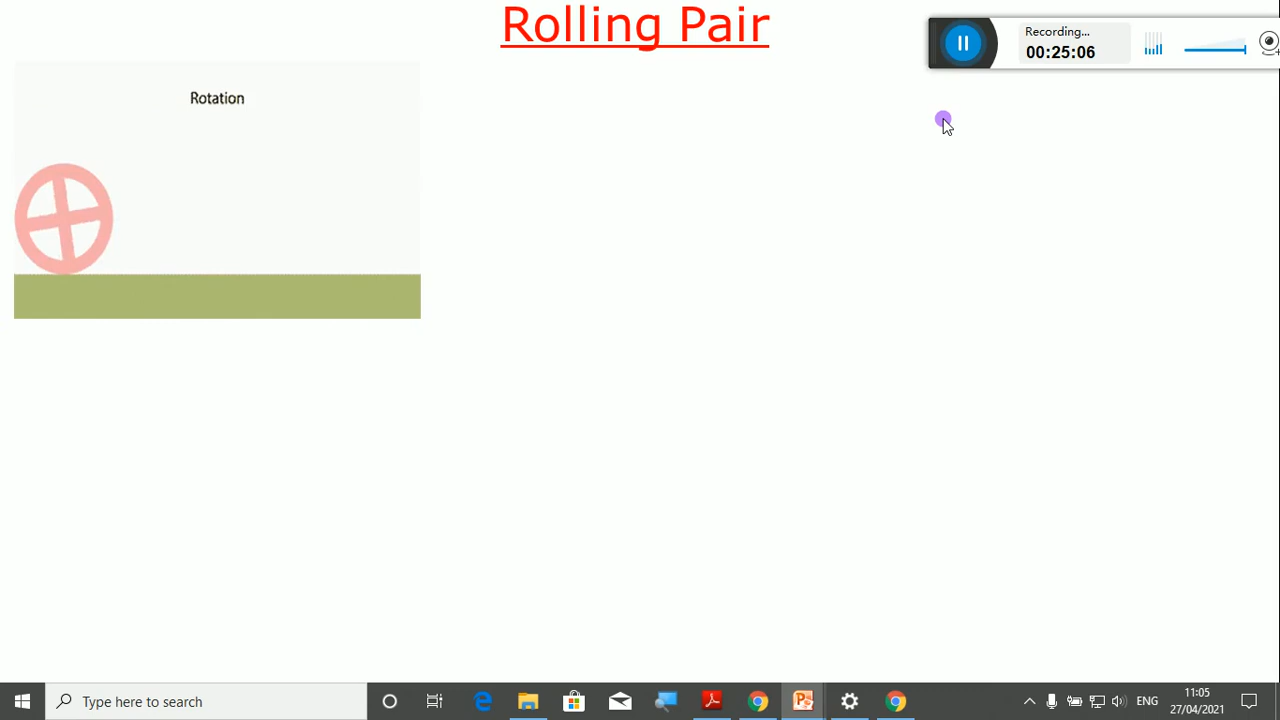 Rolling Pair
Recording...
00:25:06
Rotation
Type here to search
ENG
11:05
27/04/2021